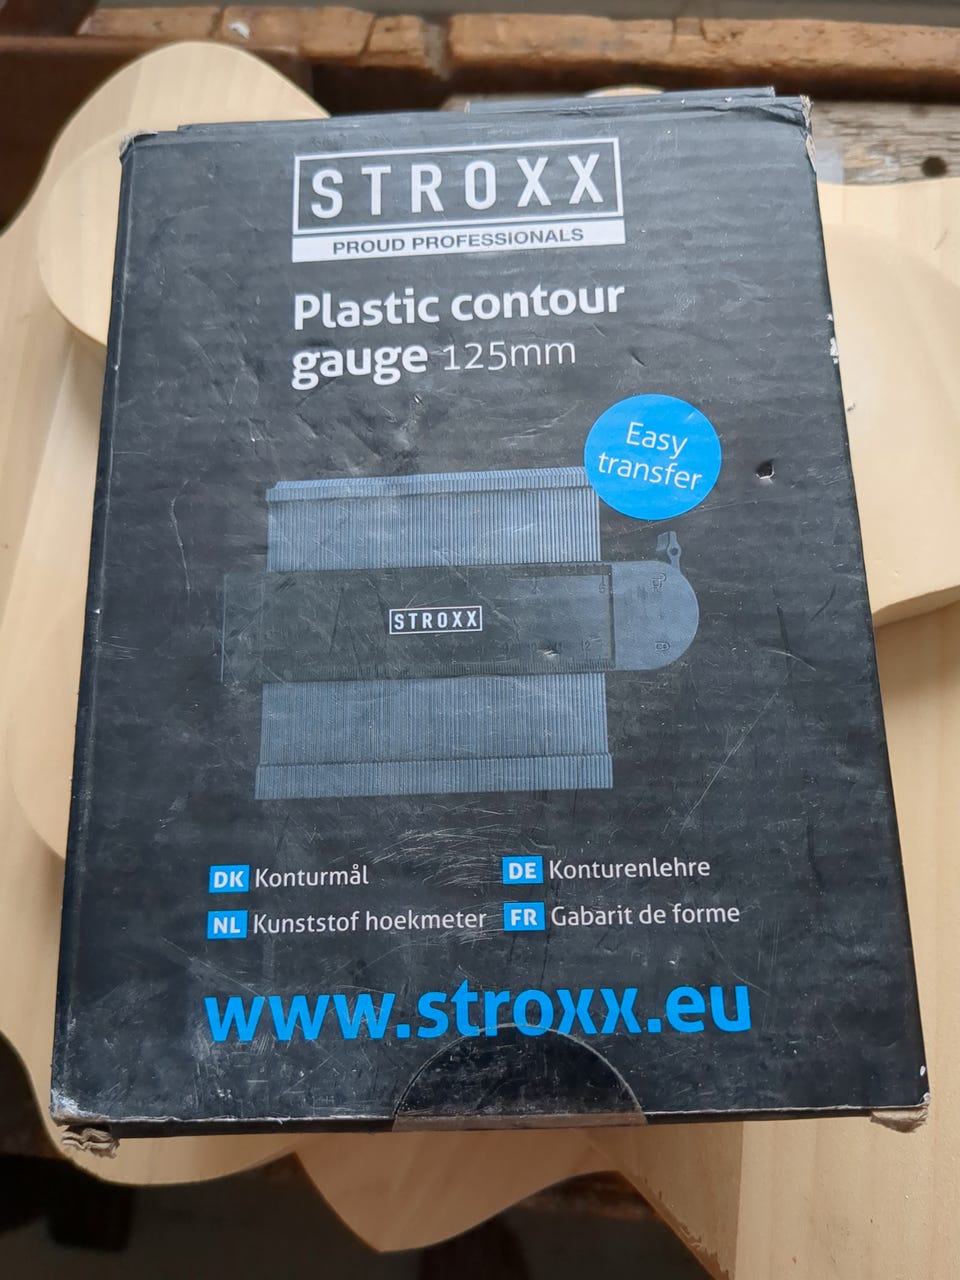 STROXX
PROUD PROFESSIONALS
Plastic contour
gauge 125mm
Easy
transfer
STROXX
12
DK Konturmål
DE Konturenlehre
NL Kunststof hoekmeter
FR Gabarit de forme
www.stroxx.eu